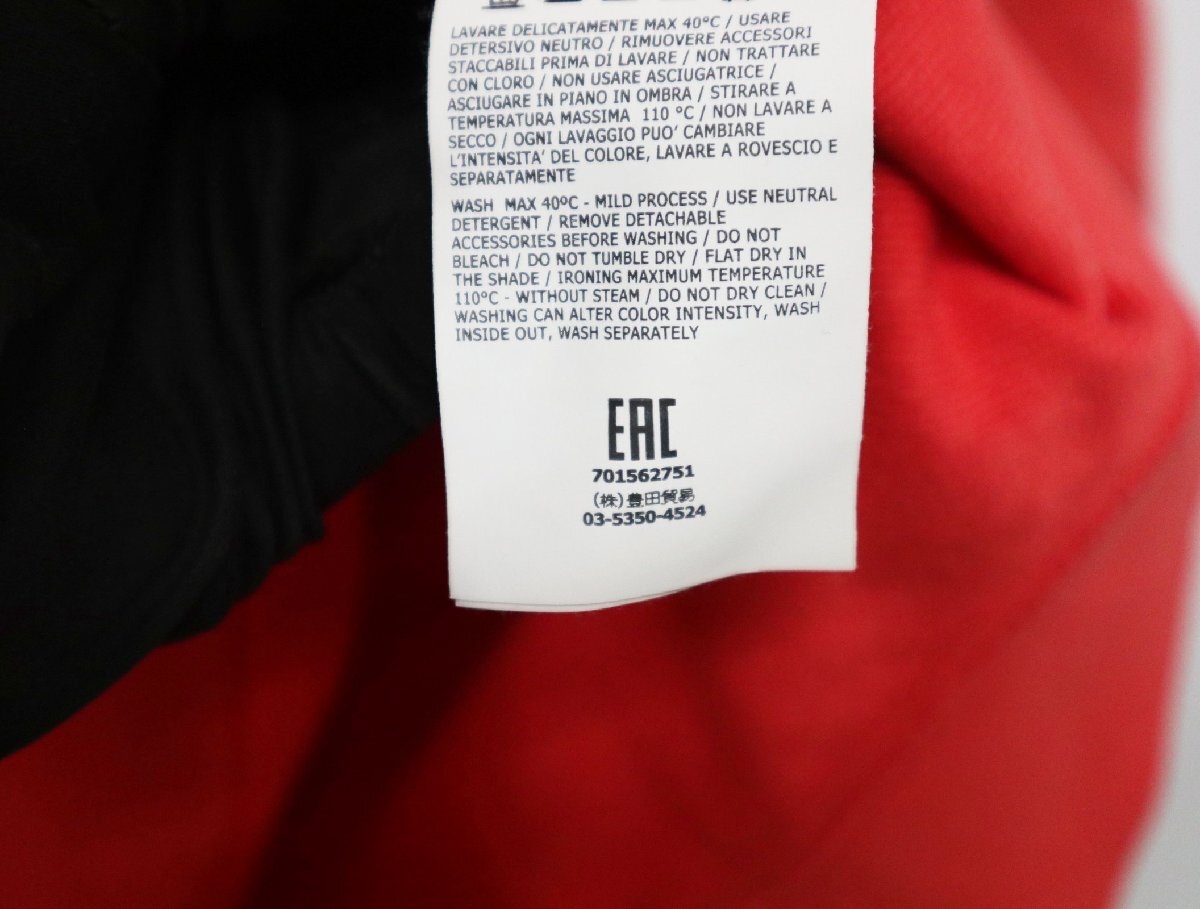 LAVARE DELICATAMENTE MAX 40ºC / USARE
DETERSIVO NEUTRO / RIMUOVERE ACCESSORI
STACCABILI PRIMA DI LAVARE / NON TRATTARE
CON CLORO / NON USARE ASCIUGATRICE /
ASCIUGARE IN PIANO IN OMBRA / STIRARE A
TEMPERATURA MASSIMA 110 °C / NON LAVARE A
SECCO / OGNI LAVAGGIO PUO' CAMBIARE
L'INTENSITA' DEL COLORE, LAVARE A ROVESCIO E
SEPARATAMENTE
WASH MAX 40ºC - MILD PROCESS / USE NEUTRAL
DETERGENT / REMOVE DETACHABLE
ACCESSORIES BEFORE WASHING / DO NOT
BLEACH / DO NOT TUMBLE DRY / FLAT DRY IN
THE SHADE / IRONING MAXIMUM TEMPERATURE
110ºC - WITHOUT STEAM / DO NOT DRY CLEAN /
WASHING CAN ALTER COLOR INTENSITY, WASH
INSIDE OUT, WASH SEPARATELY
EAC
701562751
(株)豊田貿易
03-5350-4524